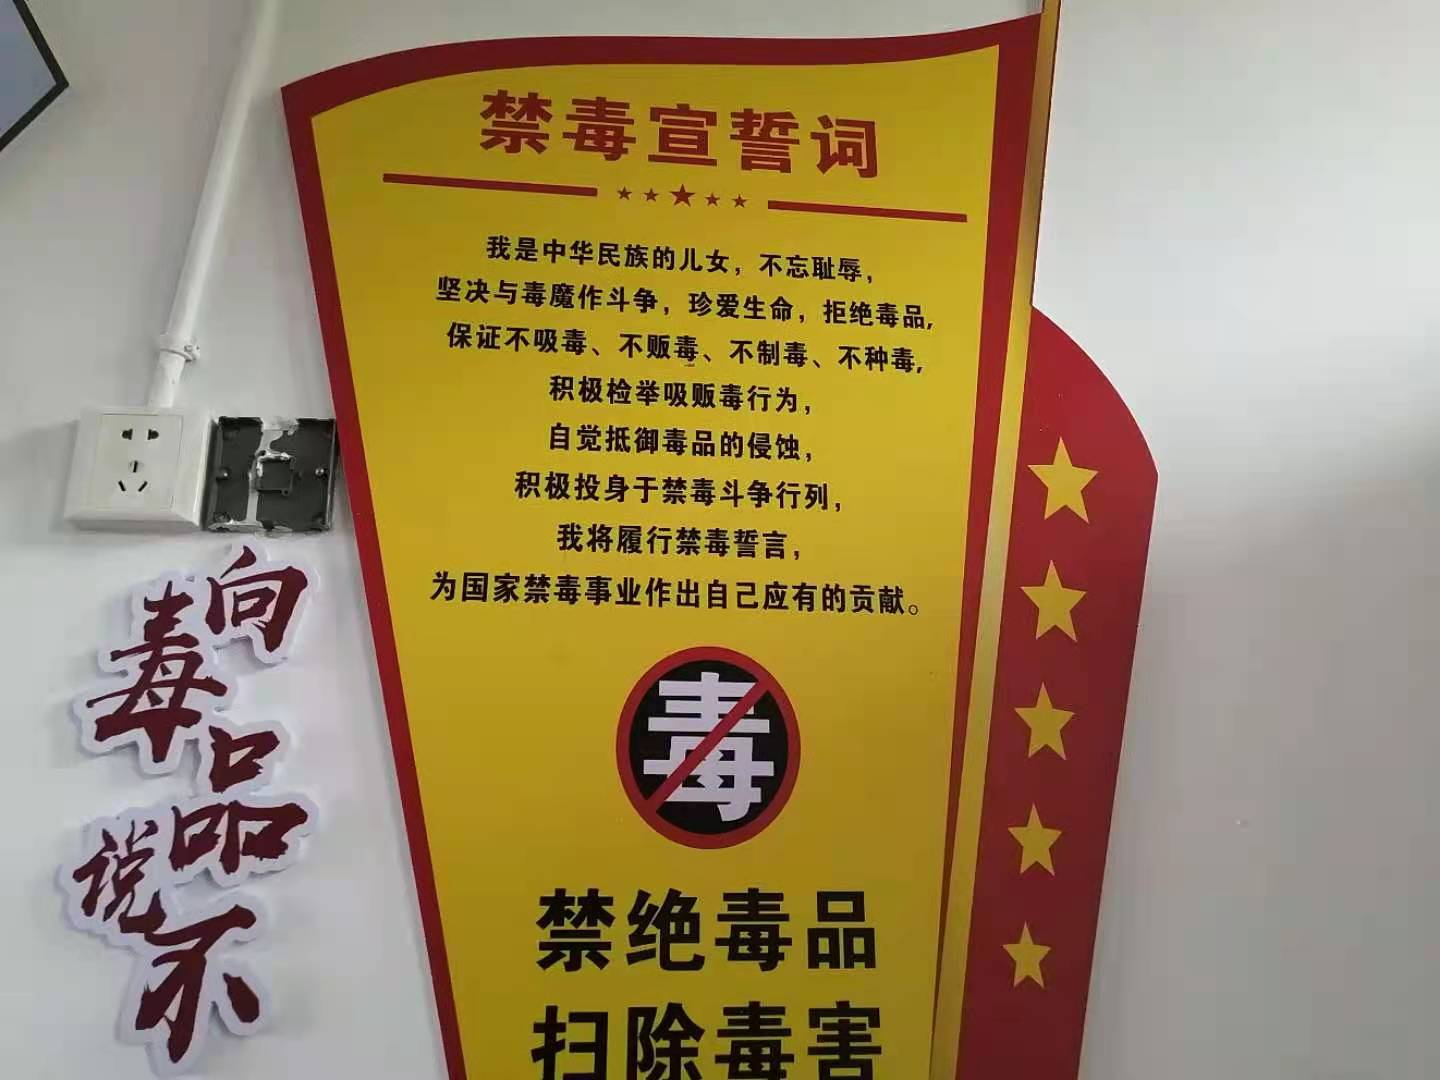 禁毒宣誓词
我是中华民族的儿女，不忘耻辱，
坚决与毒魔作斗争，珍爱生命，拒绝毒品，
保证不吸毒、不贩毒、不制毒、不种毒，
积极检举吸贩毒行为，
自觉抵御毒品的侵蚀，
积极投身于禁毒斗争行列，
我将履行禁毒誓言，
为国家禁毒事业作出自己应有的贡献。
毒
禁绝毒品
扫除毒害
向
毒品
说不